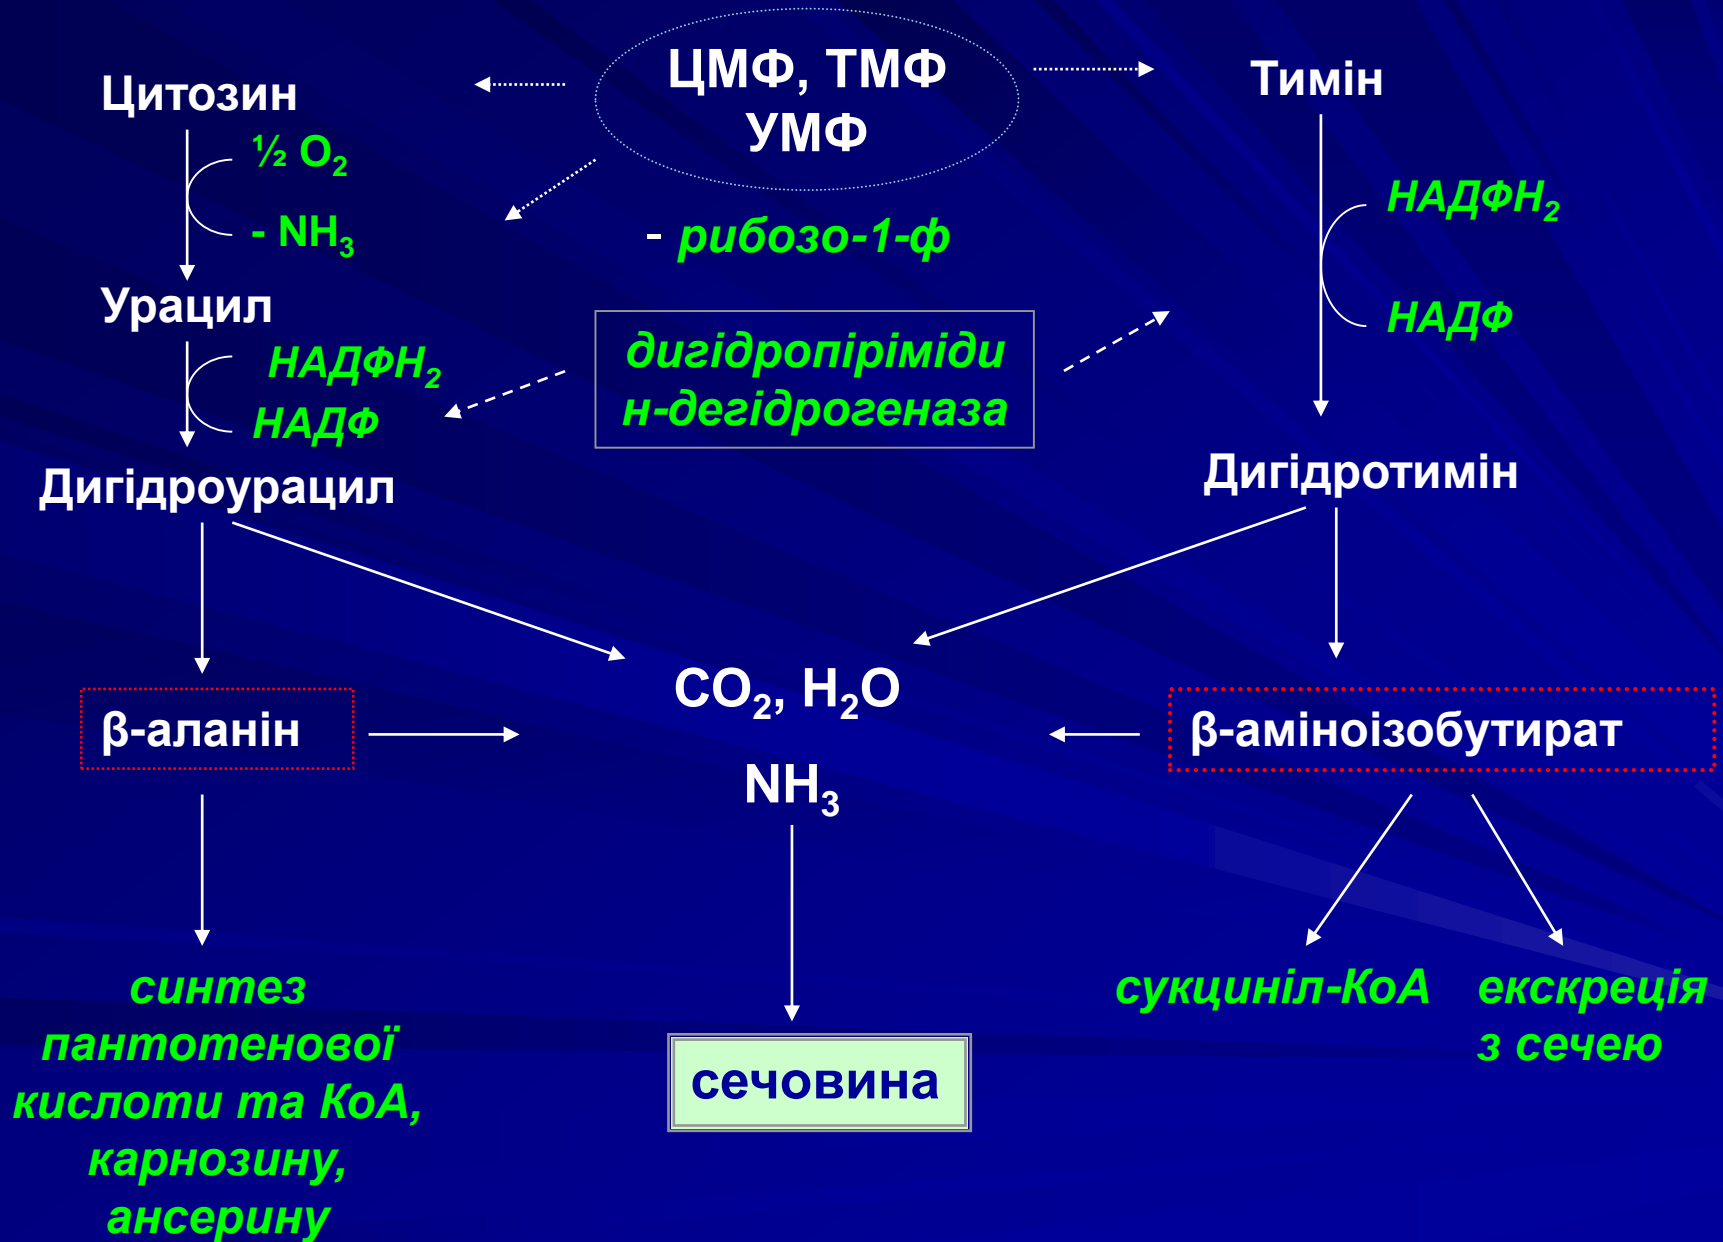 ЦМФ, ТМФ
УМФ
Цитозин
Тимін
½ O₂
- NH₃
- рибозо-1-ф
НАДФН₂
НАДФ
Урацил
НАДФН₂
НАДФ
дигідропіріміди
н-дегідрогеназа
Дигідроурацил
Дигідротимін
CO₂, H₂O
NH₃
β-аланін
β-аміноізобутират
синтез
пантотенової
кислоти та КоА,
карнозину,
ансерину
сечовина
сукциніл-КоА
екскреція
з сечею